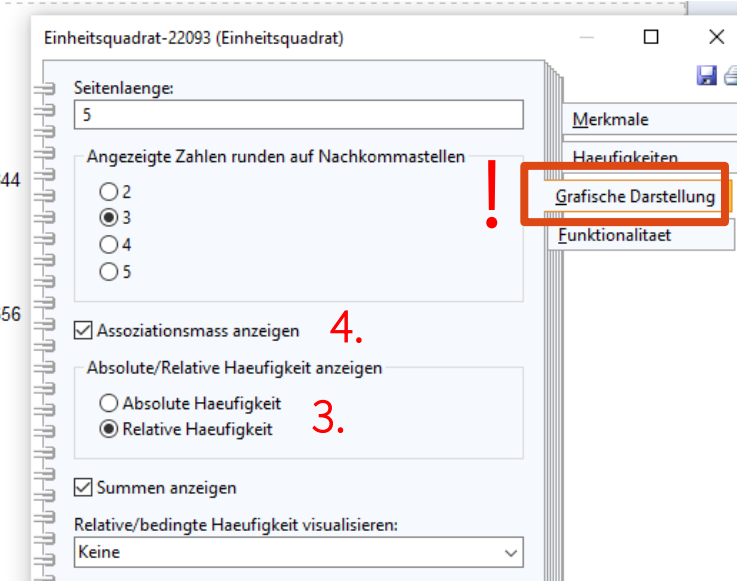 Einheitsquadrat-22093 (Einheitsquadrat)
Seitenlaenge:
5
Merkmale
Angezeigte Zahlen runden auf Nachkommastellen
!
Haeufigkeiten
44
2
Grafische Darstellung
3
Funktionalitaet
4
5
56
Assoziationsmass anzeigen
4.
Absolute/Relative Haeufigkeit anzeigen
Absolute Haeufigkeit
3.
Relative Haeufigkeit
Summen anzeigen
Relative/bedingte Haeufigkeit visualisieren:
Keine